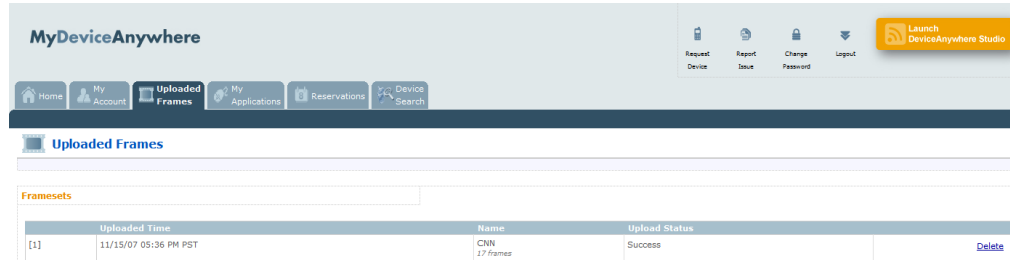 MyDeviceAnywhere
Request Device
Report Issue
Change Password
Logout
Launch DeviceAnywhere Studio
Home
My Account
Uploaded Frames
My Applications
Reservations
Device Search
Uploaded Frames
Framesets
Uploaded Time Name Upload Status
[1] 11/15/07 05:36 PM PST CNN Success Delete
17 frames